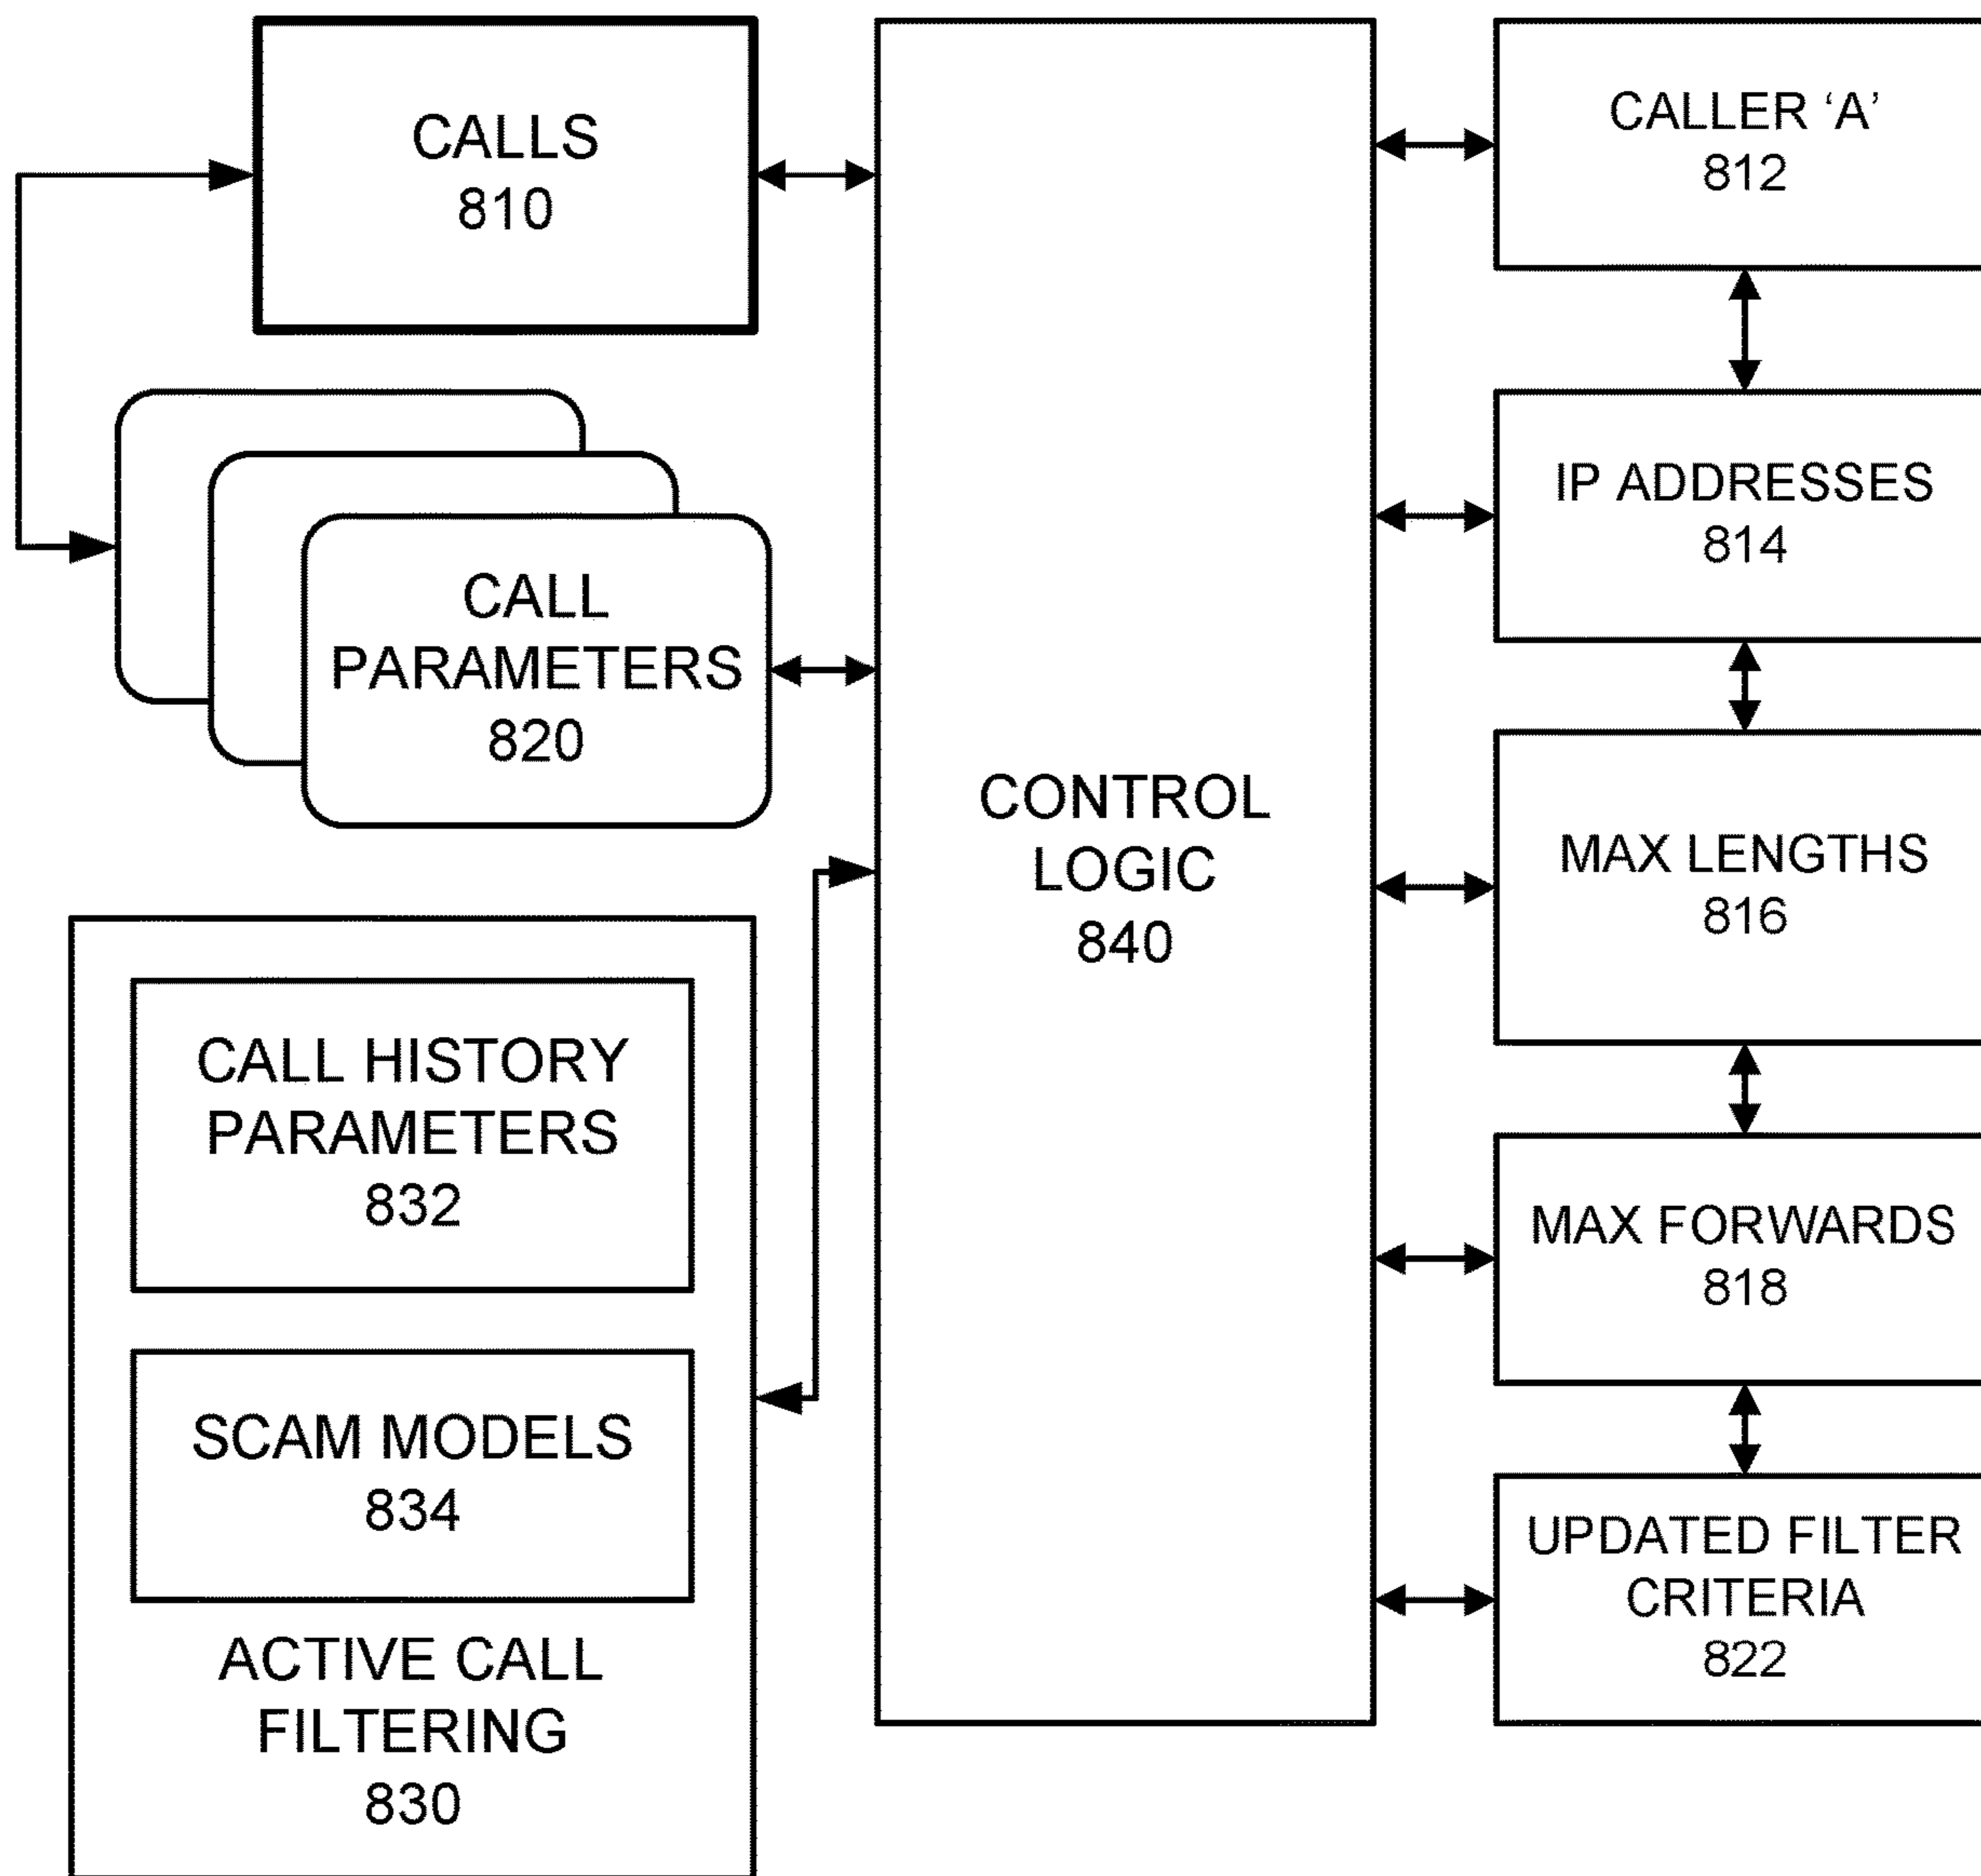 CALLS
810
CALL
PARAMETERS
820
CALL HISTORY
PARAMETERS
832
SCAM MODELS
834
ACTIVE CALL
FILTERING
830
CONTROL
LOGIC
840
CALLER ‘A’
812
IP ADDRESSES
814
MAX LENGTHS
816
MAX FORWARDS
818
UPDATED FILTER
CRITERIA
822